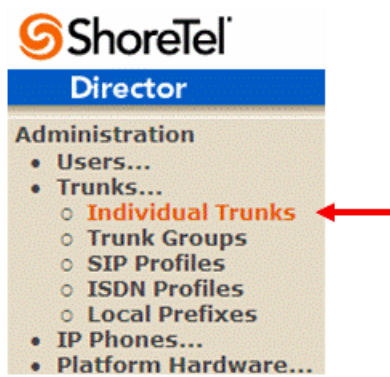 ShoreTel
Director
Administration
• Users...
• Trunks...
○ Individual Trunks
○ Trunk Groups
○ SIP Profiles
○ ISDN Profiles
○ Local Prefixes
• IP Phones...
• Platform Hardware...